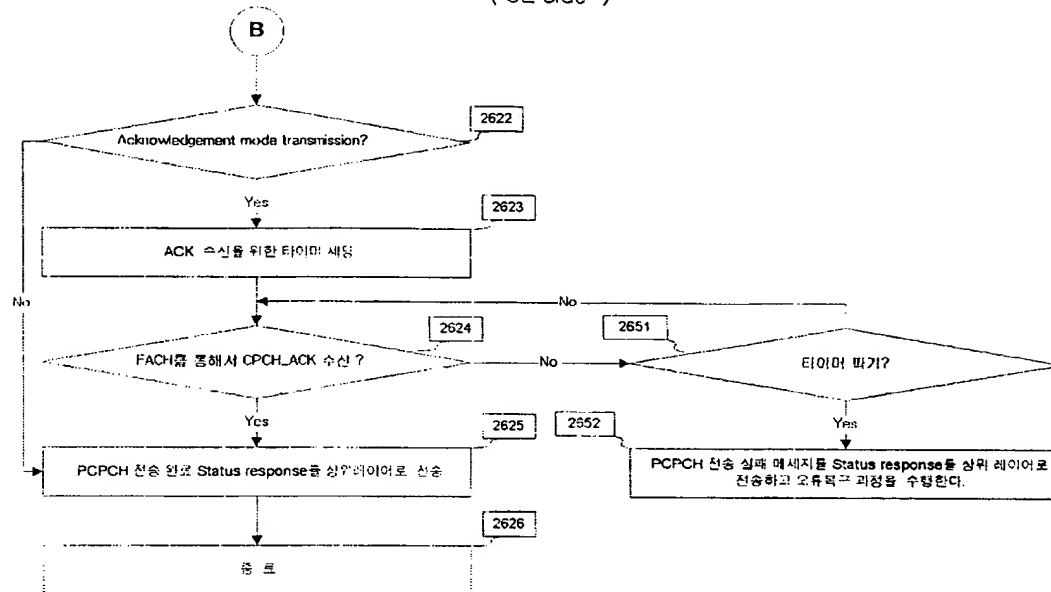 B
2622
Acknowledgement mode transmission?
Yes
2623
ACK 수신을 위한 타이머 세팅
No
No
2624
2651
FACH를 통해서 CPCH_ACK 수신 ?
No
타이머
Yes
2625
2652
Yes
PCPCH 전송 완료 Status response를 상위레이어로 전송
PCPCH 전송 실패 메세지를 Status response를 상위 레이어로
전송하고 오류복구 과정을 수행한다.
2626
종 료